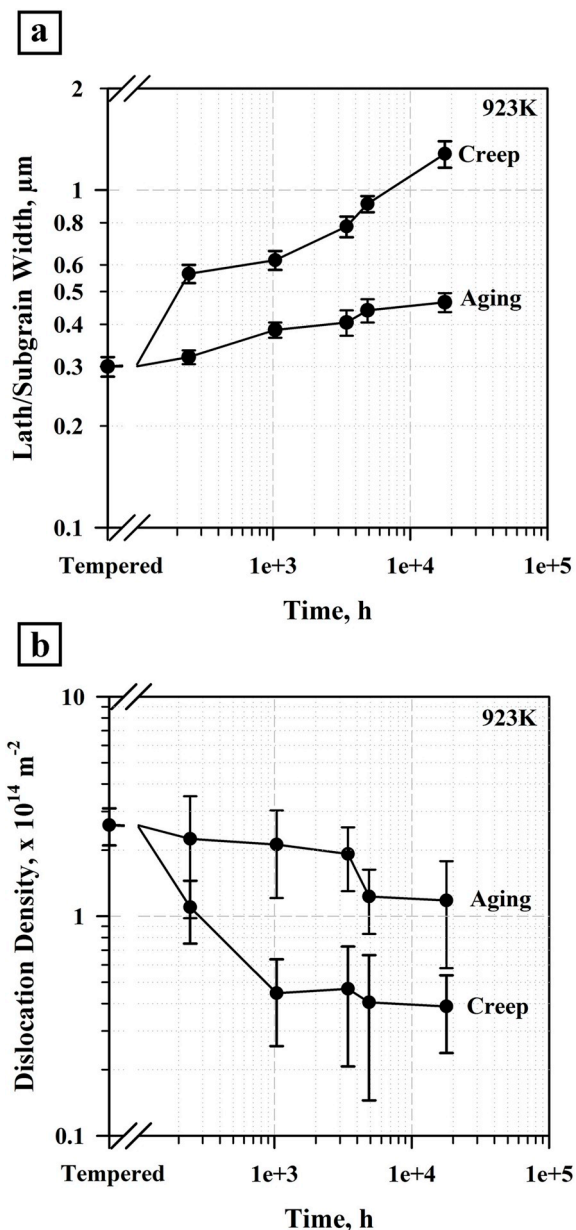 a
2
923K
Creep
1
0.8
0.6
0.5
Aging
0.4
0.3
0.2
0.1
Tempered 1e+3 1e+4 1e+5
Time, h
Lath/Subgrain Width, μm
b
10
923K
Aging
1
Creep
0.1
Tempered 1e+3 1e+4 1e+5
Time, h
Dislocation Density, x 10¹⁴ m⁻²